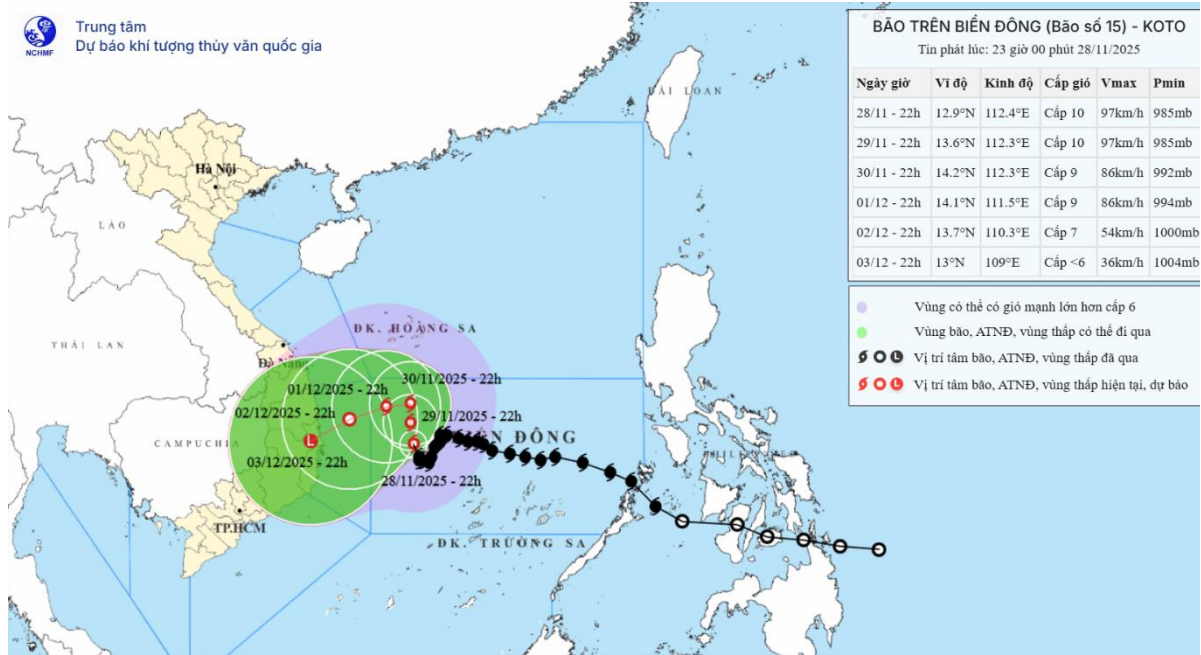 Trung tâm
Dự báo khí tượng thủy văn quốc gia
NCHMF
BÃO TRÊN BIỂN ĐÔNG (Bão số 15) - KOTO
Tin phát lúc: 23 giờ 00 phút 28/11/2025
Ngày giờ Vĩ độ Kinh độ Cấp gió Vmax Pmin
28/11 - 22h 12.9°N 112.4°E Cấp 10 97km/h 985mb
29/11 - 22h 13.6°N 112.3°E Cấp 10 97km/h 985mb
30/11 - 22h 14.2°N 112.3°E Cấp 9 86km/h 992mb
01/12 - 22h 14.1°N 111.5°E Cấp 9 86km/h 994mb
02/12 - 22h 13.7°N 110.3°E Cấp 7 54km/h 1000mb
03/12 - 22h 13°N 109°E Cấp <6 36km/h 1004mb
Vùng có thể có gió mạnh lớn hơn cấp 6
Vùng bão, ATNĐ, vùng thấp có thể đi qua
L Vị trí tâm bão, ATNĐ, vùng thấp đã qua
L Vị trí tâm bão, ATNĐ, vùng thấp hiện tại, dự báo
ĐÀI LOAN
Hà Nội
LÀO
THÁI LAN
ĐK. HOÀNG SA
Đà Nẵng
30/11/2025 - 22h
01/12/2025 - 22h
02/12/2025 - 22h
29/11/2025 - 22h
CAMPUCHIA
L
BIỂN ĐÔNG
03/12/2025 - 22h
28/11/2025 - 22h
PHILIPPINES
TP.HCM
ĐK. TRƯỜNG SA